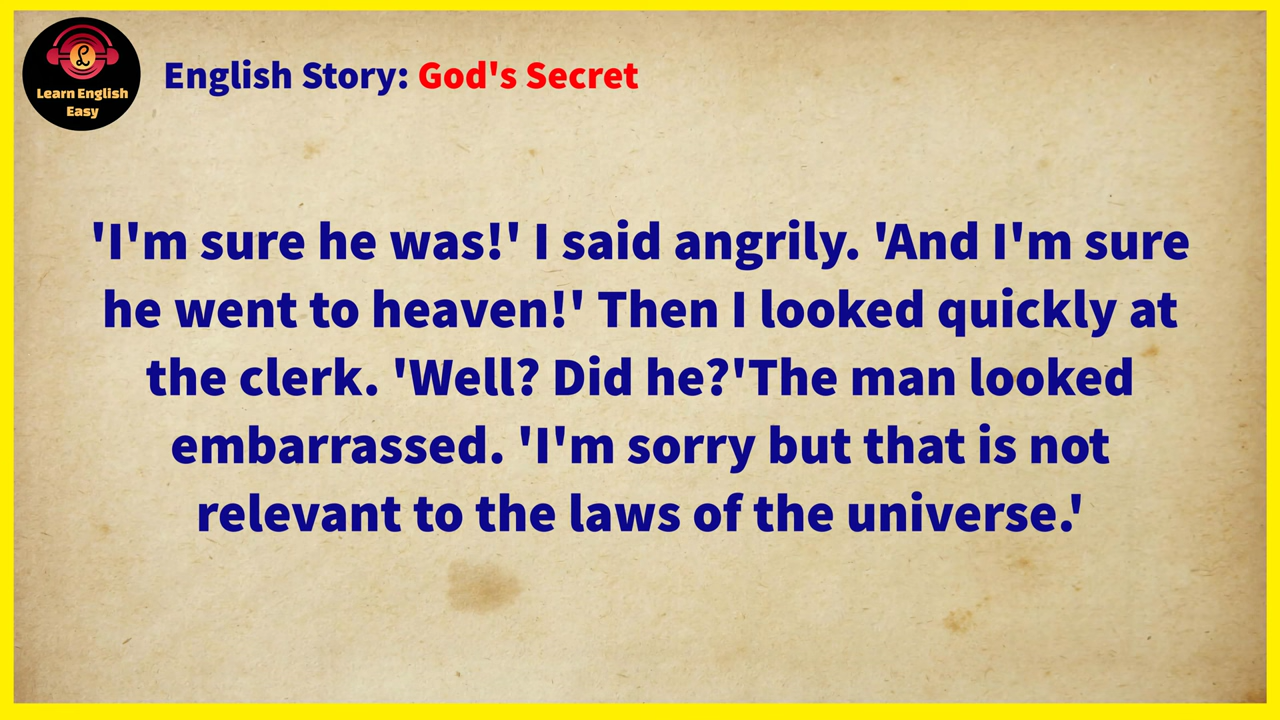 Learn English
Easy
English Story: God's Secret
'I'm sure he was!' I said angrily. 'And I'm sure
he went to heaven!' Then I looked quickly at
the clerk. 'Well? Did he?'The man looked
embarrassed. 'I'm sorry but that is not
relevant to the laws of the universe.'